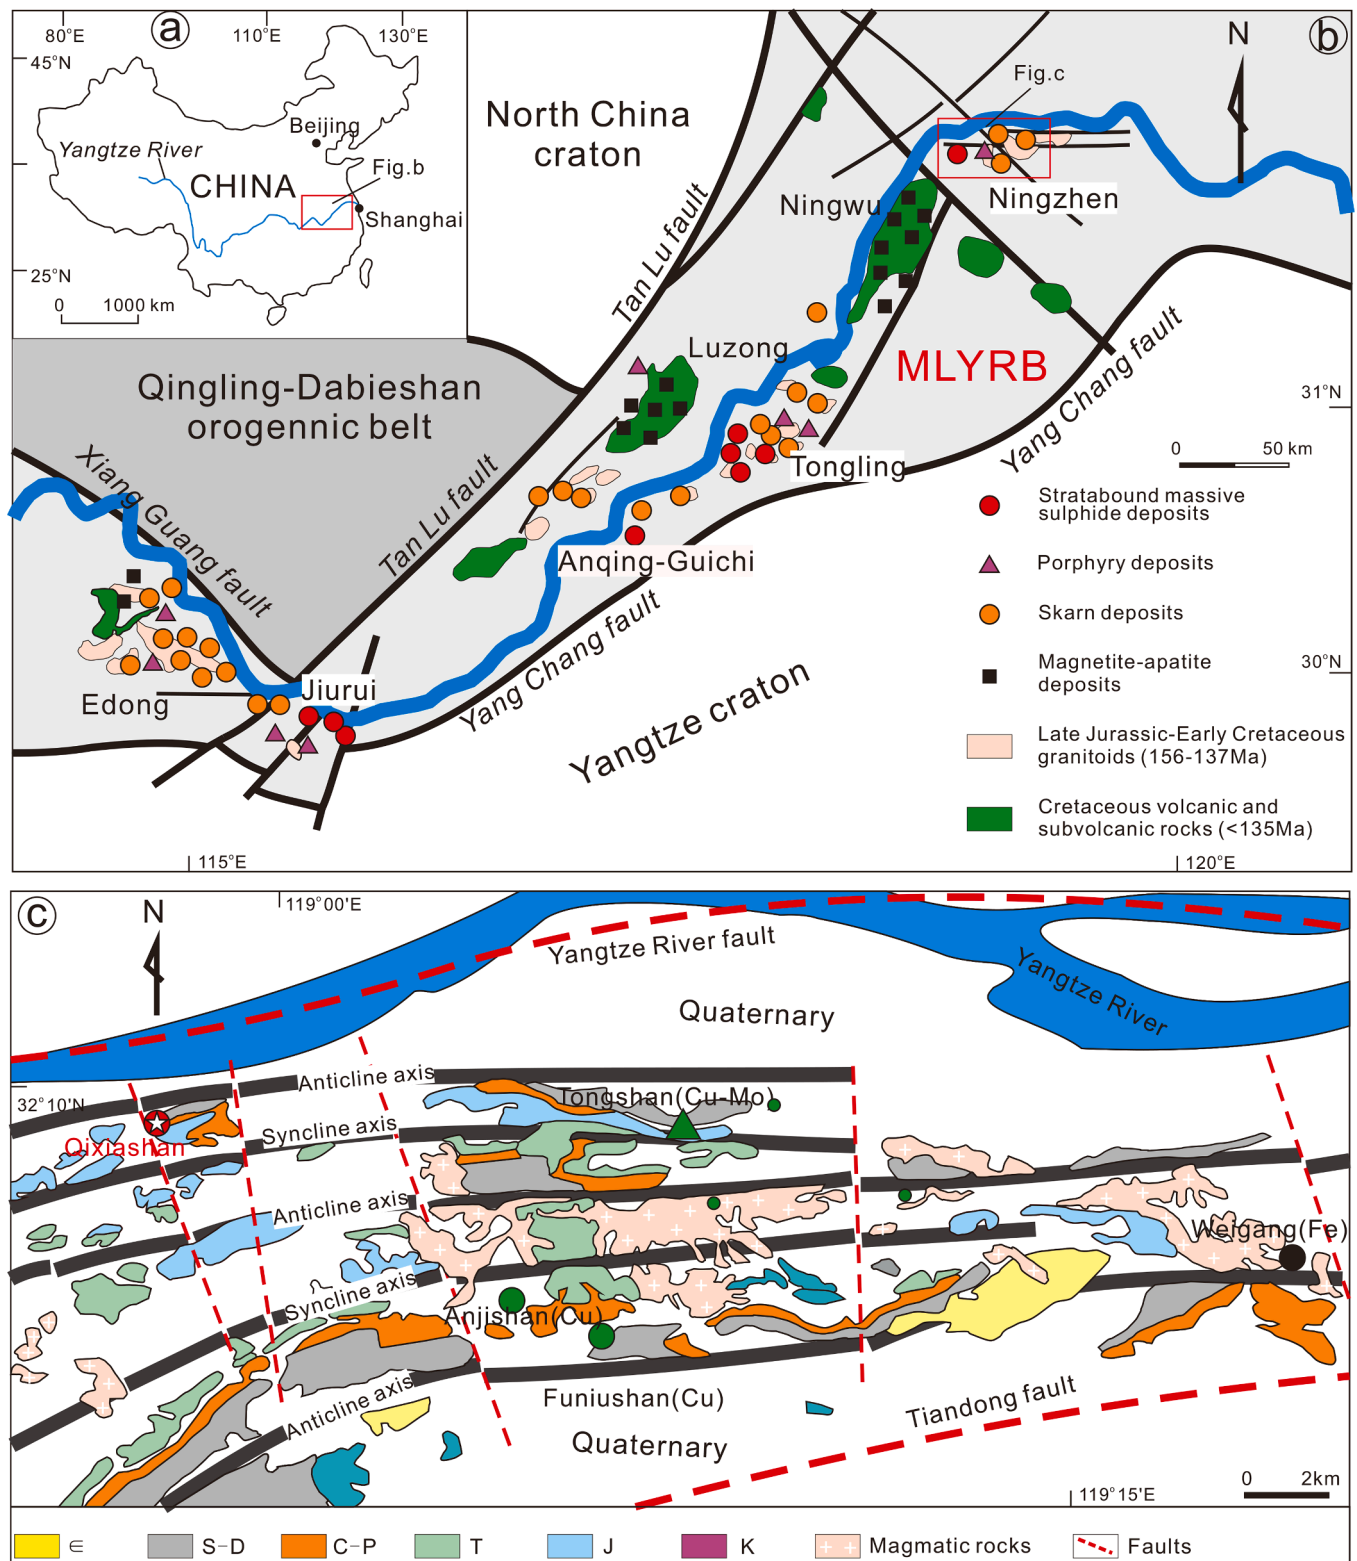 a
80°E
110°E
130°E
45°N
25°N
Beijing
Yangtze River
CHINA
Fig.b
Shanghai
0
1000 km
b
N
North China
craton
Fig.c
Ningwu
Ningzhen
Tan Lu fault
Luzong
MLYRB
Qingling-Dabieshan
orogennic belt
Yang Chang fault
31°N
0
50 km
Xiang Guang fault
Tan Lu fault
Tongling
Anqing-Guichi
Yang Chang fault
Yangtze craton
Edong
Jiurui
30°N
115°E
120°E
Stratabound massive
sulphide deposits
Porphyry deposits
Skarn deposits
Magnetite-apatite
deposits
Late Jurassic-Early Cretaceous
granitoids (156-137Ma)
Cretaceous volcanic and
subvolcanic rocks (<135Ma)
c
N
119°00'E
Yangtze River fault
Yangtze River
Quaternary
32°10'N
Anticline axis
Tongshan(Cu-Mo)
Qixiashan
Syncline axis
Anticline axis
Weigang(Fe)
Syncline axis
Anjishan(Cu)
Anticline axis
Funiushan(Cu)
Tiandong fault
Quaternary
119°15'E
0
2km
∈
S-D
C-P
T
J
K
Magmatic rocks
Faults